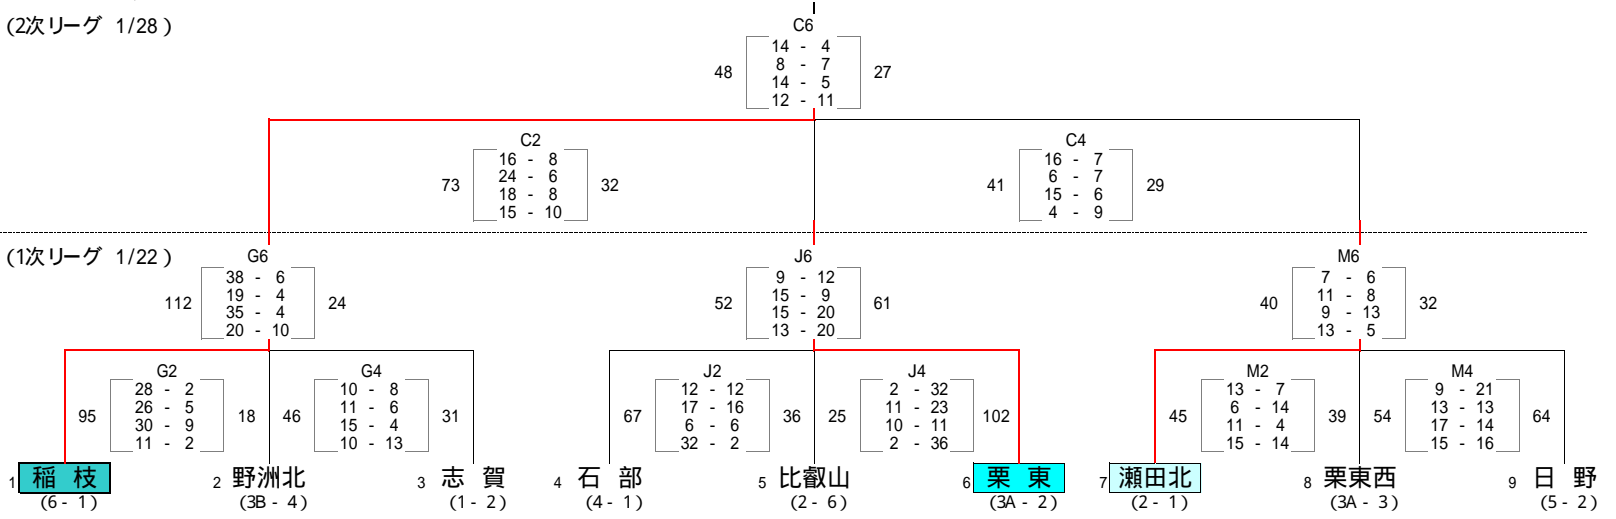 (2次リーグ 1/28)
C6
14 - 4
8 - 7
14 - 5
12 - 11
48
27
C2
16 - 8
24 - 6
18 - 8
15 - 10
73
32
C4
16 - 7
6 - 7
15 - 6
4 - 9
41
29
(1次リーグ 1/22)
G6
38 - 6
19 - 4
35 - 4
20 - 10
112
24
J6
9 - 12
15 - 9
15 - 20
13 - 20
52
61
M6
7 - 6
11 - 8
9 - 13
13 - 5
40
32
G2
28 - 2
26 - 5
30 - 9
11 - 2
95
18
G4
10 - 8
11 - 6
15 - 4
10 - 13
46
31
J2
12 - 12
17 - 16
6 - 6
32 - 2
67
36
J4
2 - 32
11 - 23
10 - 11
2 - 36
25
102
M2
13 - 7
6 - 14
11 - 4
15 - 14
45
39
M4
9 - 21
13 - 13
17 - 14
15 - 16
54
64
1 稲 枝
(6 - 1)
2 野洲北
(3B - 4)
3 志 賀
(1 - 2)
4 石 部
(4 - 1)
5 比叡山
(2 - 6)
6 栗 東
(3A - 2)
7 瀬田北
(2 - 1)
8 栗東西
(3A - 3)
9 日 野
(5 - 2)